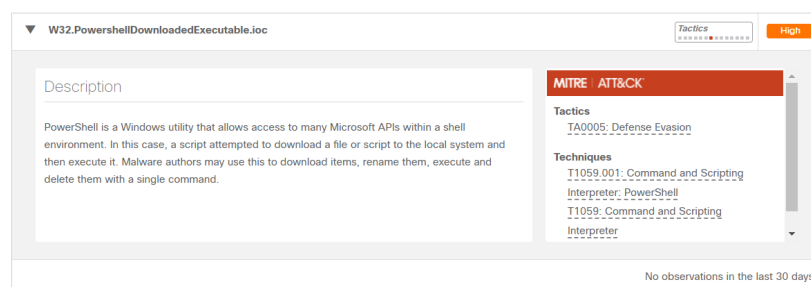 W32.PowershellDownloadedExecutable.ioc
Tactics
High
Description
PowerShell is a Windows utility that allows access to many Microsoft APIs within a shell
environment. In this case, a script attempted to download a file or script to the local system and
then execute it. Malware authors may use this to download items, rename them, execute and
delete them with a single command.
MITRE | ATT&CK™
Tactics
TA0005: Defense Evasion
Techniques
T1059.001: Command and Scripting
Interpreter: PowerShell
T1059: Command and Scripting
Interpreter
No observations in the last 30 days